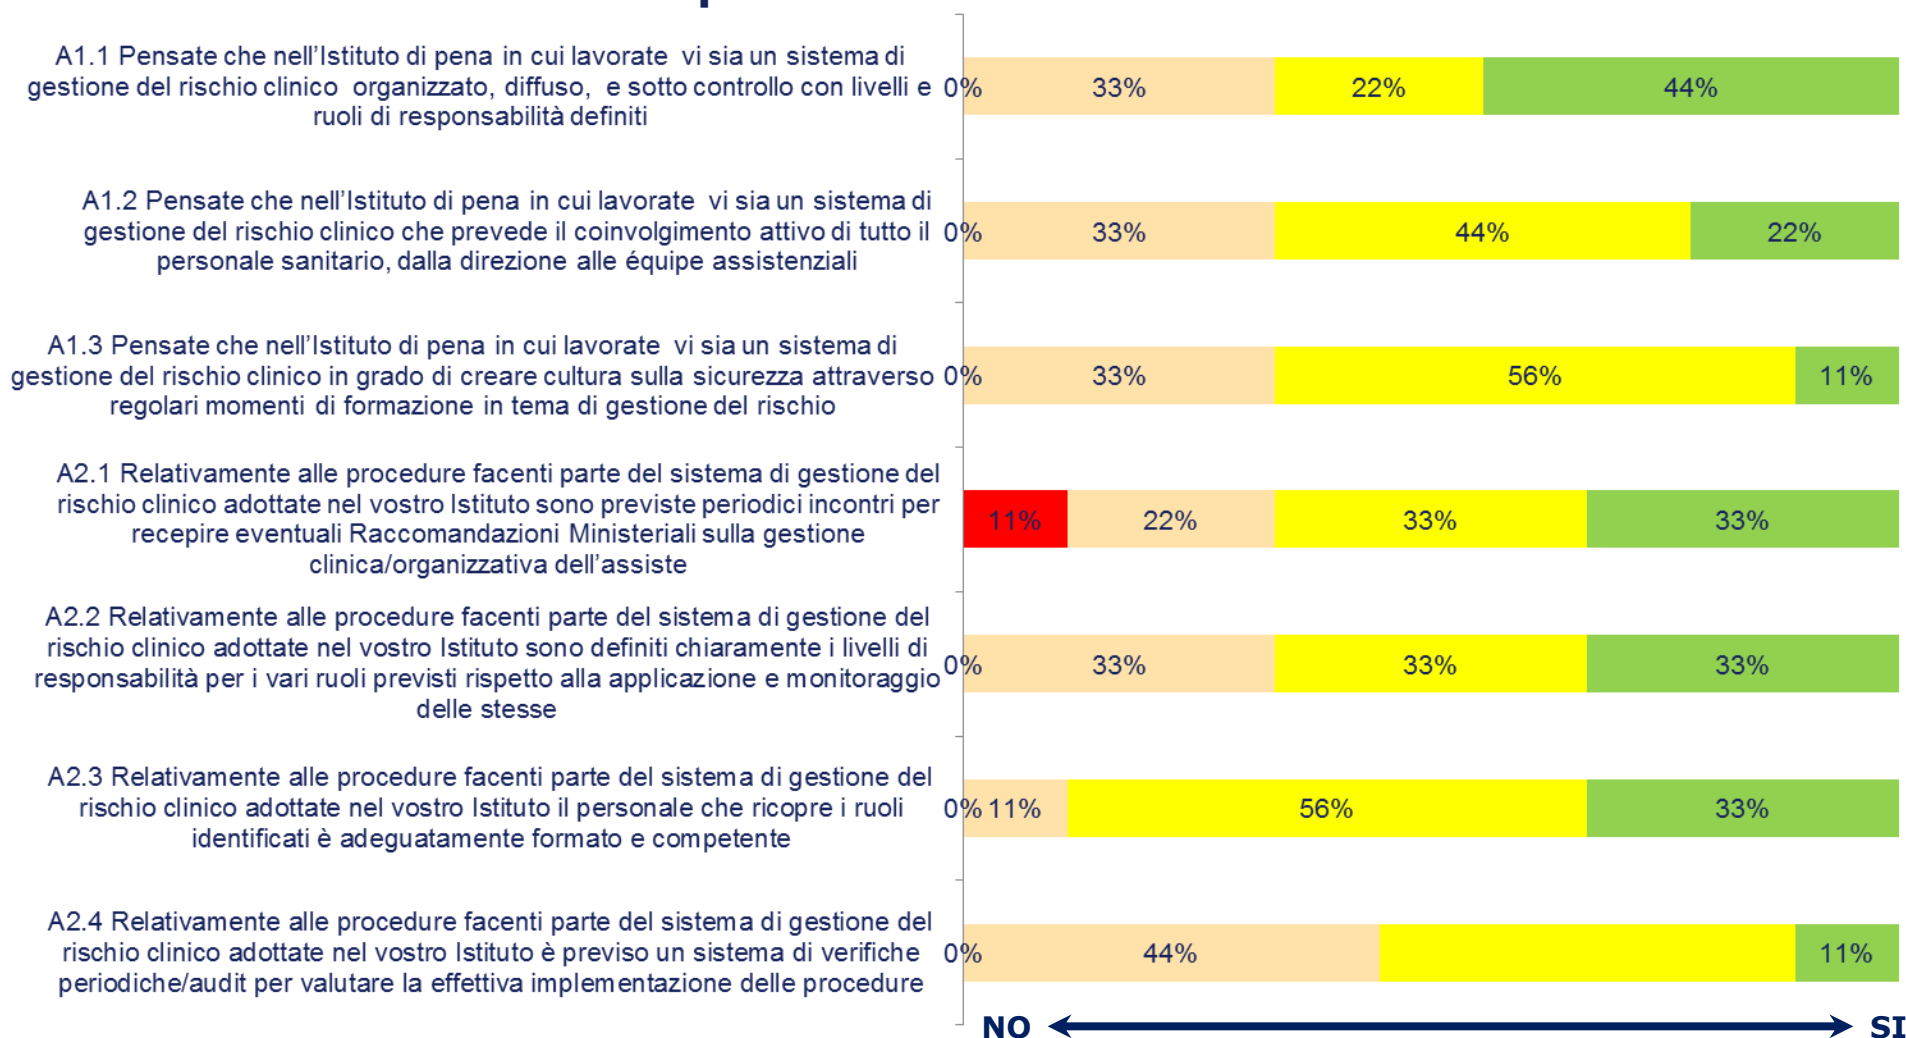 A1.1 Pensate che nell'Istituto di pena in cui lavorate vi sia un sistema di
gestione del rischio clinico organizzato, diffuso, e sotto controllo con livelli e
ruoli di responsabilità definiti
0% 33% 22% 44%
A1.2 Pensate che nell'Istituto di pena in cui lavorate vi sia un sistema di
gestione del rischio clinico che prevede il coinvolgimento attivo di tutto il
personale sanitario, dalla direzione alle équipe assistenziali
0% 33% 44% 22%
A1.3 Pensate che nell'Istituto di pena in cui lavorate vi sia un sistema di
gestione del rischio clinico in grado di creare cultura sulla sicurezza attraverso
regolari momenti di formazione in tema di gestione del rischio
0% 33% 56% 11%
A2.1 Relativamente alle procedure facenti parte del sistema di gestione del
rischio clinico adottate nel vostro Istituto sono previste periodici incontri per
recepire eventuali Raccomandazioni Ministeriali sulla gestione
clinica/organizzativa dell'assiste
11% 22% 33% 33%
A2.2 Relativamente alle procedure facenti parte del sistema di gestione del
rischio clinico adottate nel vostro Istituto sono definiti chiaramente i livelli di
responsabilità per i vari ruoli previsti rispetto alla applicazione e monitoraggio
delle stesse
0% 33% 33% 33%
A2.3 Relativamente alle procedure facenti parte del sistema di gestione del
rischio clinico adottate nel vostro Istituto il personale che ricopre i ruoli
identificati è adeguatamente formato e competente
0% 11% 56% 33%
A2.4 Relativamente alle procedure facenti parte del sistema di gestione del
rischio clinico adottate nel vostro Istituto è previso un sistema di verifiche
periodiche/audit per valutare la effettiva implementazione delle procedure
0% 44% 11%
NO SI